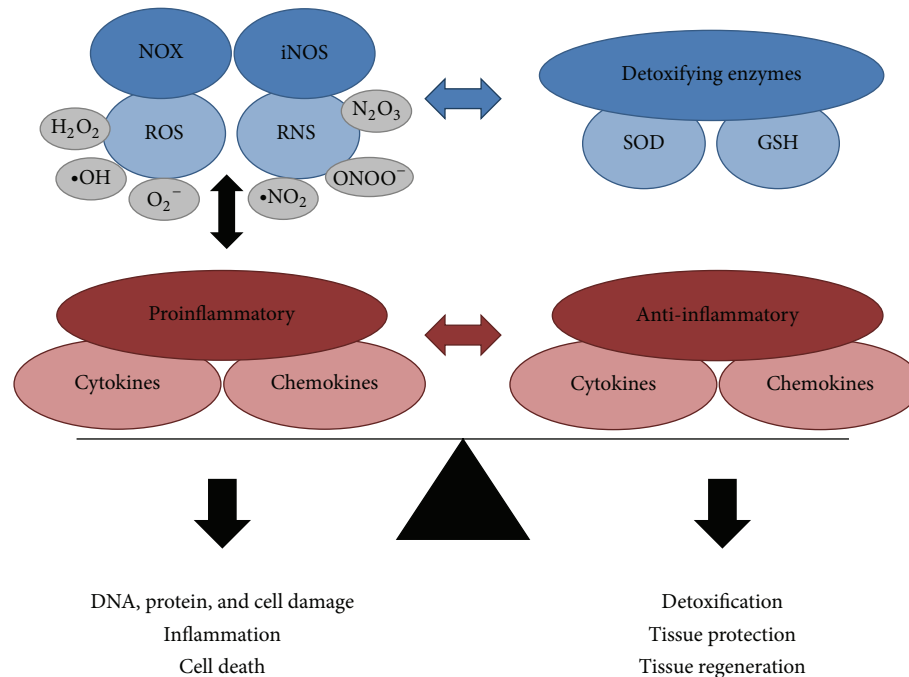 NOX
iNOS
Detoxifying enzymes
H₂O₂
ROS
RNS
N₂O₃
SOD
GSH
•OH
O₂⁻
•NO₂
ONOO⁻
Proinflammatory
Anti-inflammatory
Cytokines
Chemokines
Cytokines
Chemokines
DNA, protein, and cell damage
Inflammation
Cell death
Detoxification
Tissue protection
Tissue regeneration